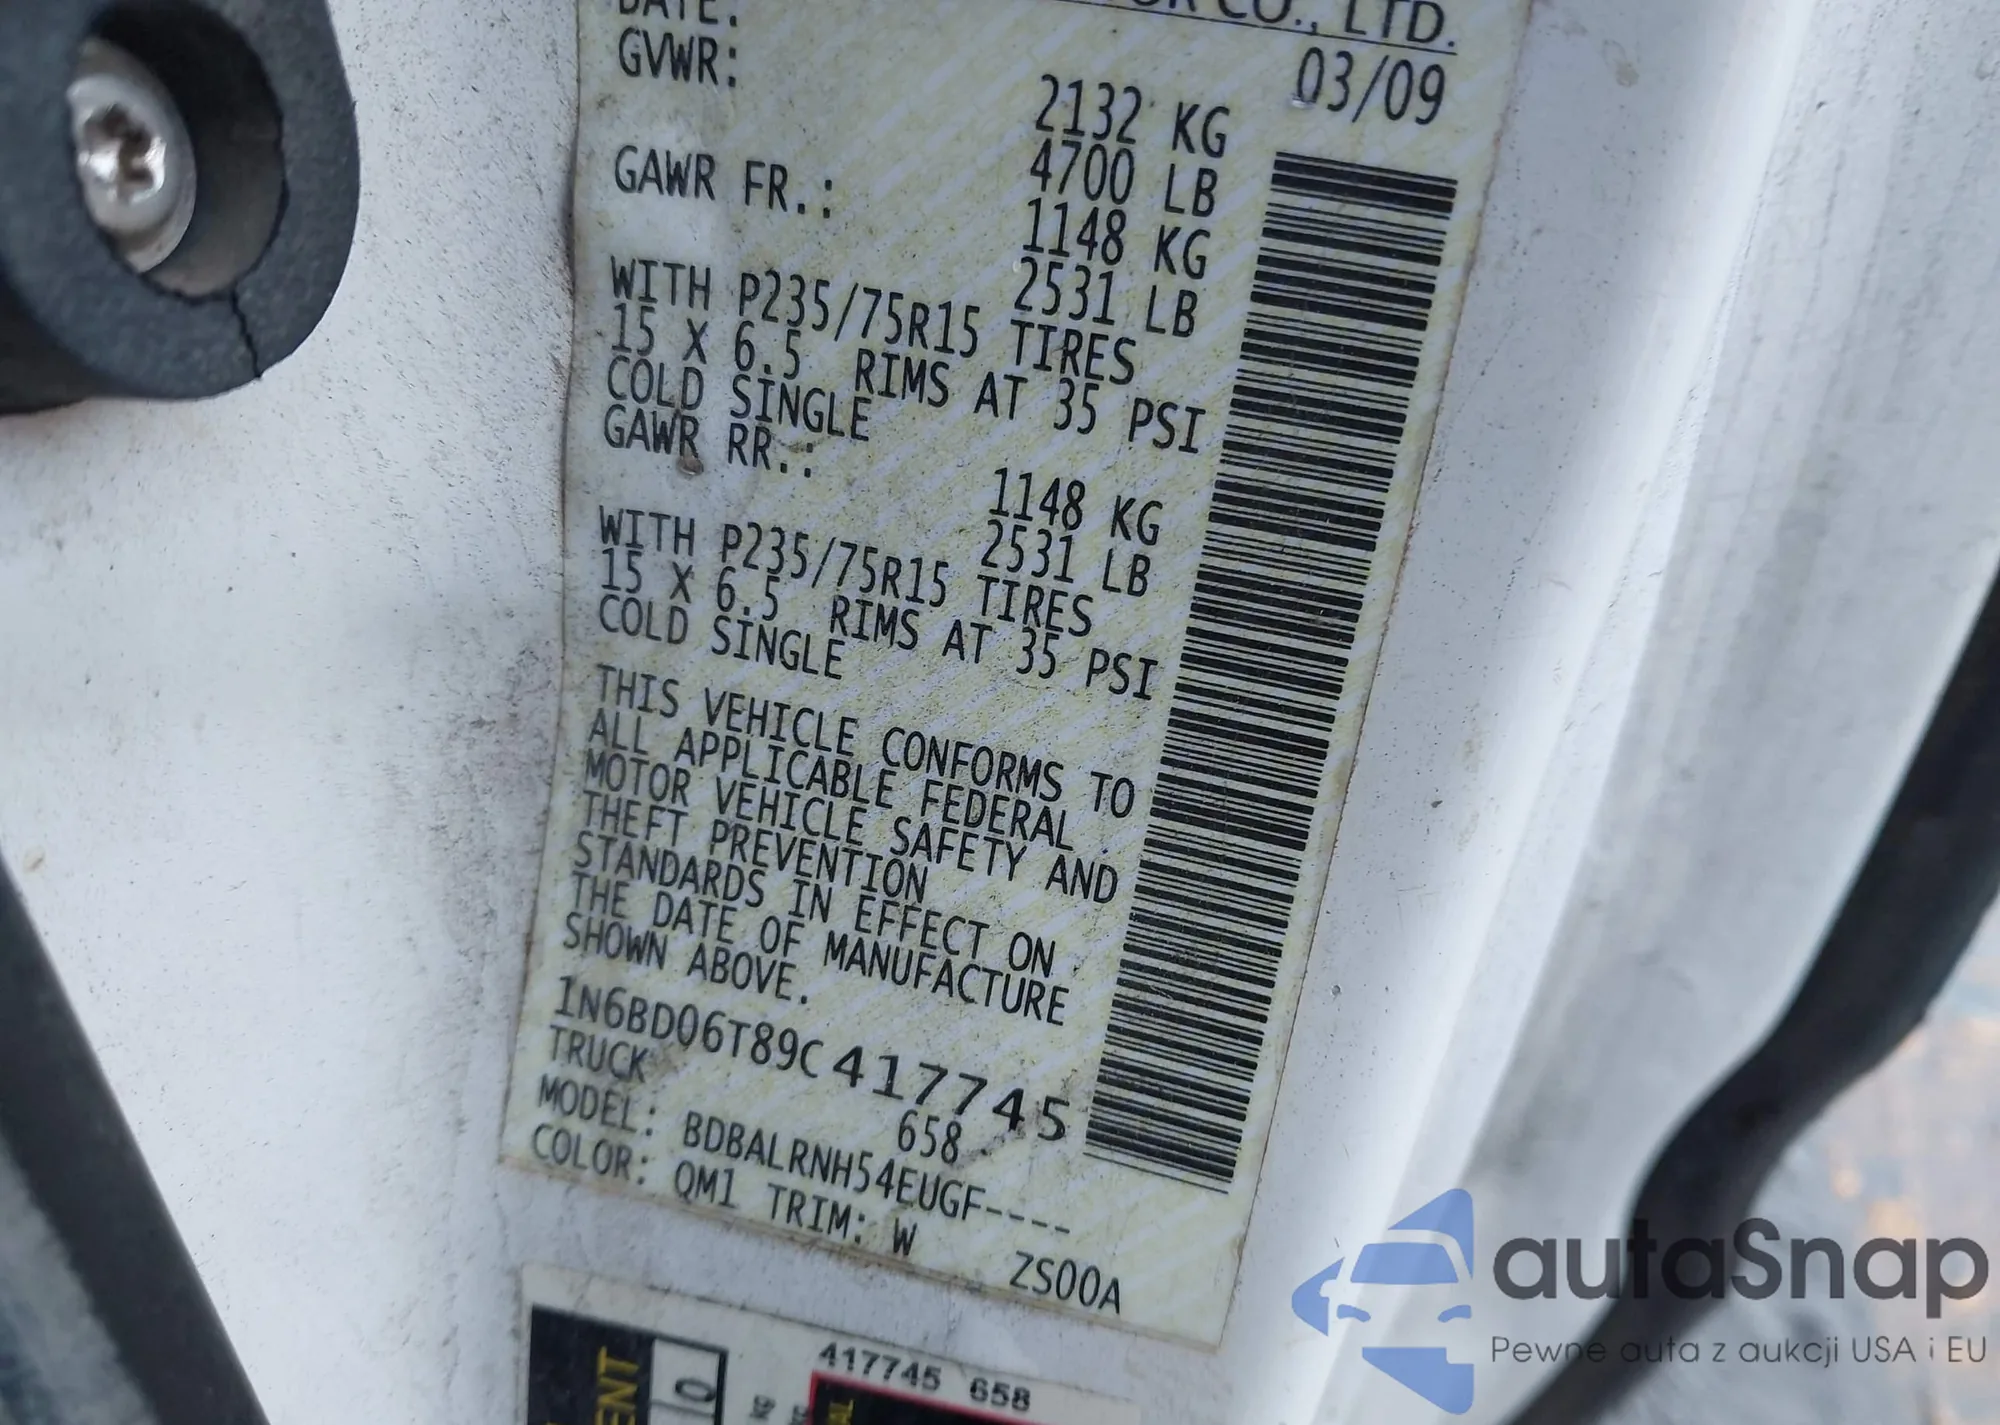 CO., LTD.
DATE: 03/09
GVWR: 2132 KG
4700 LB
GAWR FR.: 1148 KG
2531 LB
WITH P235/75R15 TIRES
15 X 6.5 RIMS AT 35 PSI
COLD SINGLE
GAWR RR.: 1148 KG
2531 LB
WITH P235/75R15 TIRES
15 X 6.5 RIMS AT 35 PSI
COLD SINGLE
THIS VEHICLE CONFORMS TO
ALL APPLICABLE FEDERAL
MOTOR VEHICLE SAFETY AND
THEFT PREVENTION
STANDARDS IN EFFECT ON
THE DATE OF MANUFACTURE
SHOWN ABOVE.
1N6BD06T89C417745
TRUCK 658
MODEL: BDBALRNH54EUGF----
COLOR: QM1 TRIM: W ZS00A
417745 658
autaSnap
Pewne auta z aukcji USA i EU